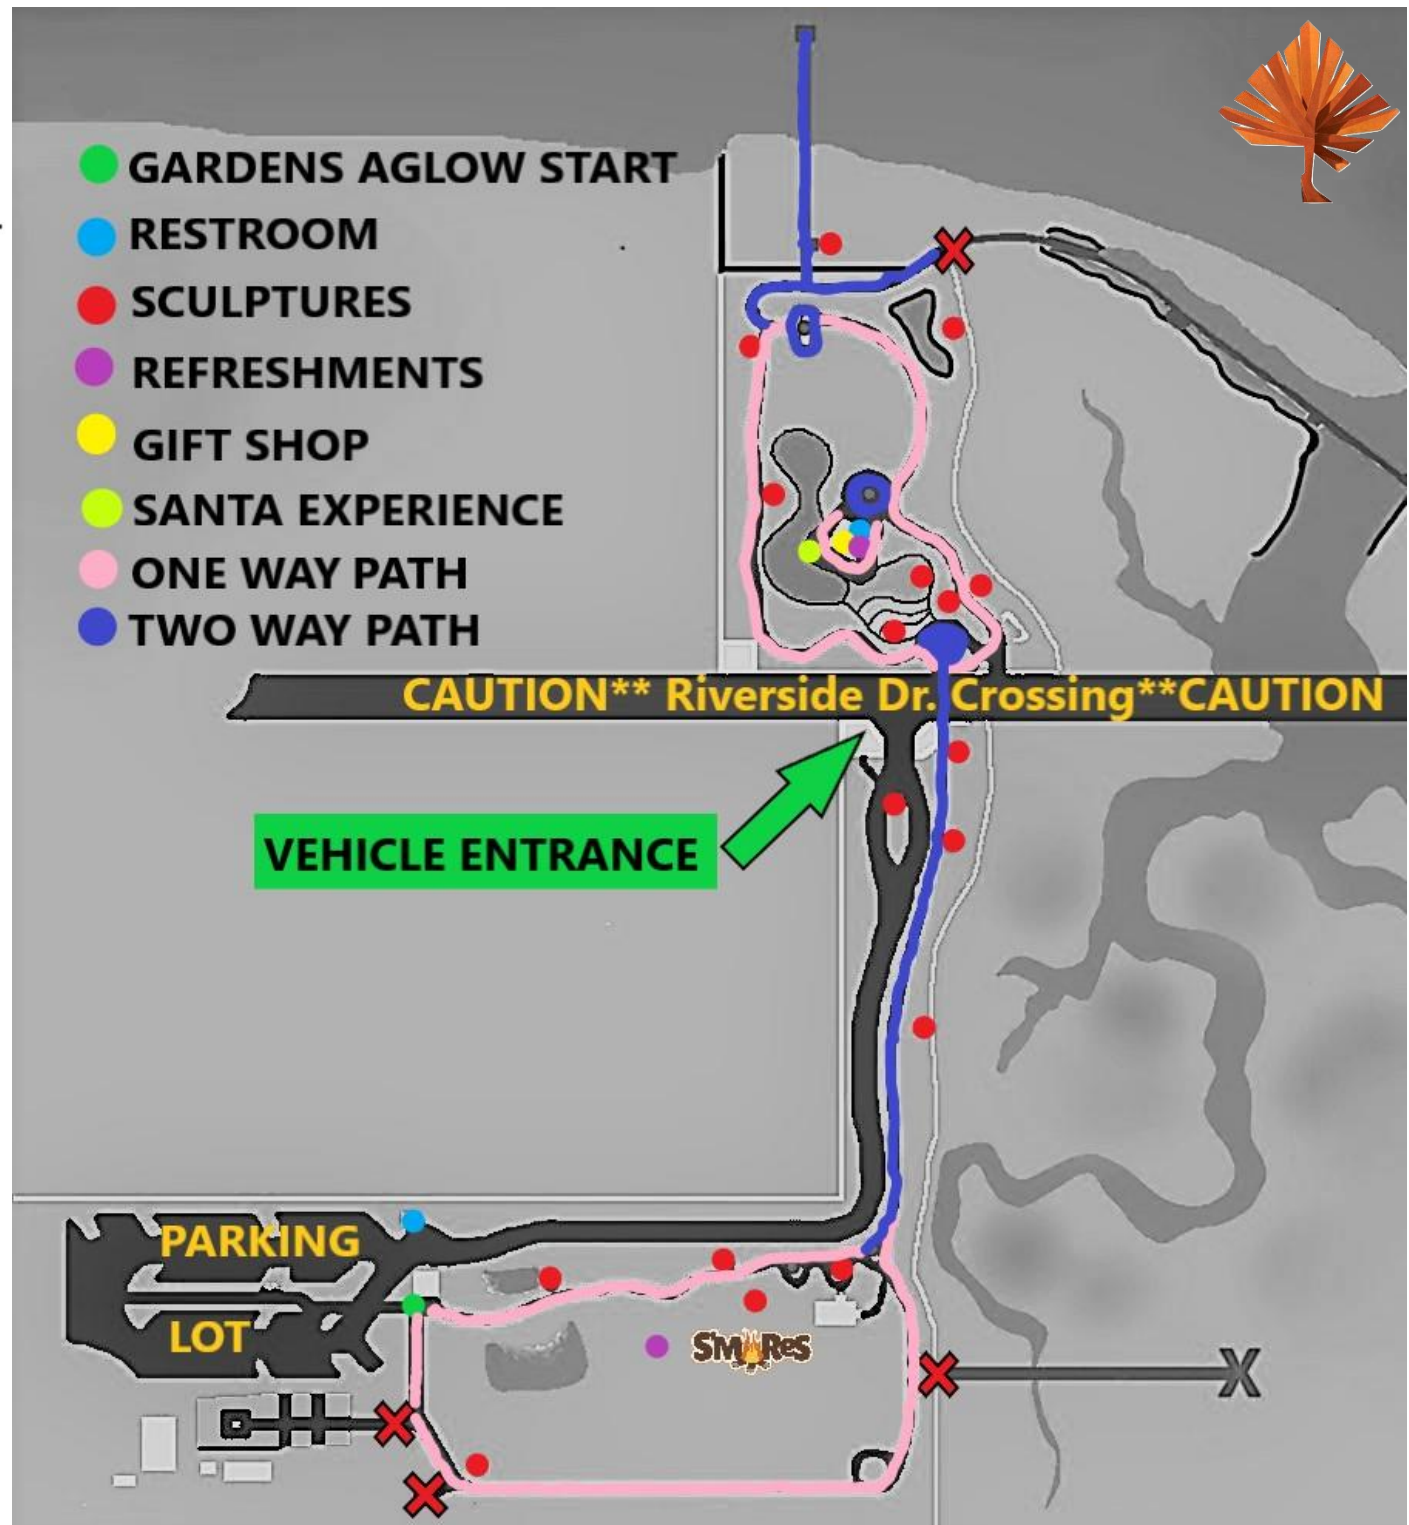 GARDENS AGLOW START
RESTROOM
SCULPTURES
REFRESHMENTS
GIFT SHOP
SANTA EXPERIENCE
ONE WAY PATH
TWO WAY PATH
CAUTION** Riverside Dr. Crossing**CAUTION
VEHICLE ENTRANCE
PARKING
LOT
S'MORES